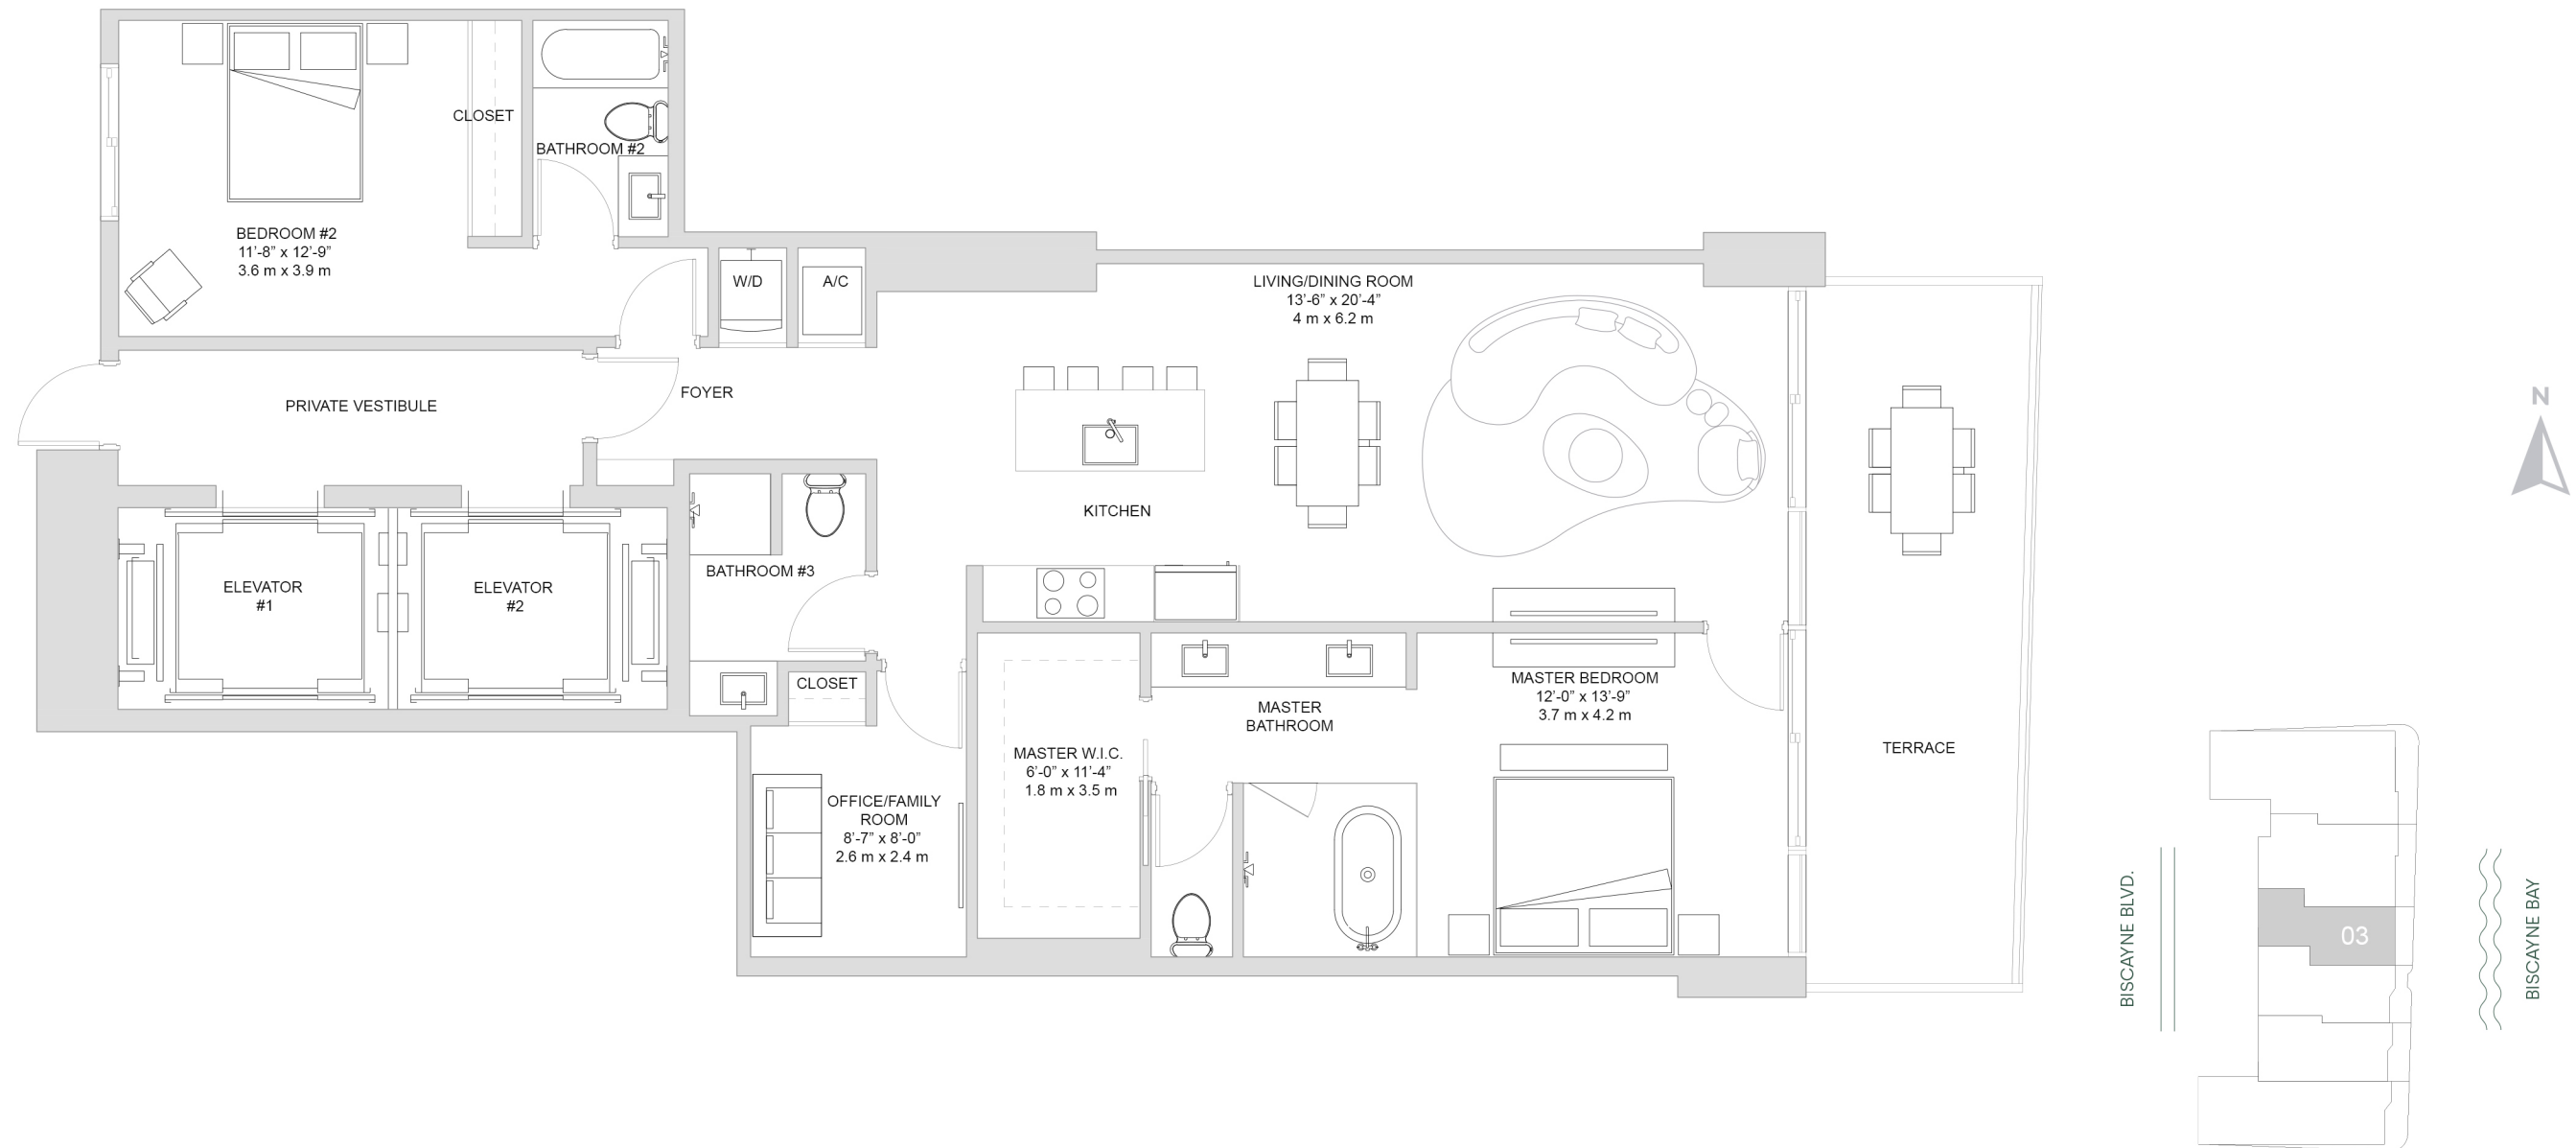 CLOSET
BATHROOM #2
BEDROOM #2
11'-8” x 12'-9”
3.6 m x 3.9 m
W/D
A/C
LIVING/DINING ROOM
13'-6” x 20'-4”
4 m x 6.2 m
PRIVATE VESTIBULE
FOYER
N
KITCHEN
BATHROOM #3
ELEVATOR
#1
ELEVATOR
#2
CLOSET
MASTER BEDROOM
12'-0” x 13'-9”
3.7 m x 4.2 m
MASTER
BATHROOM
MASTER W.I.C.
6'-0” x 11'-4”
1.8 m x 3.5 m
TERRACE
OFFICE/FAMILY
ROOM
8'-7” x 8'-0”
2.6 m x 2.4 m
BISCAYNE BLVD.
03
BISCAYNE BAY